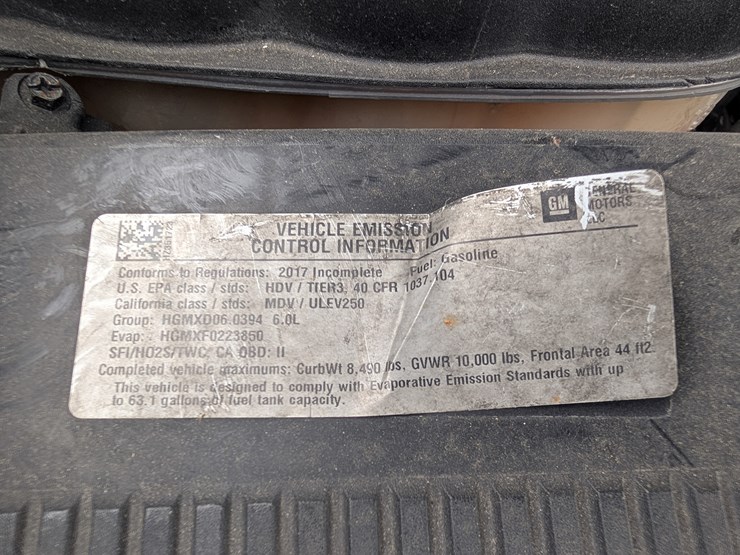 VEHICLE EMISSION
CONTROL INFORMATION
GM GENERAL
MOTORS
LLC
Conforms to Regulations: 2017 Incomplete Fuel: Gasoline
U.S. EPA class / stds: HDV / TIER3, 40 CFR 1037.104
California class / stds: MDV / ULEV250
Group: HGMXD06.0394 6.0L
Evap: HGMXF0223850
SFI/HO2S/TWC, CA OBD: II
Completed vehicle maximums: CurbWt 8,490 lbs, GVWR 10,000 lbs, Frontal Area 44 ft2
This vehicle is designed to comply with Evaporative Emission Standards with up
to 63.1 gallons of fuel tank capacity.